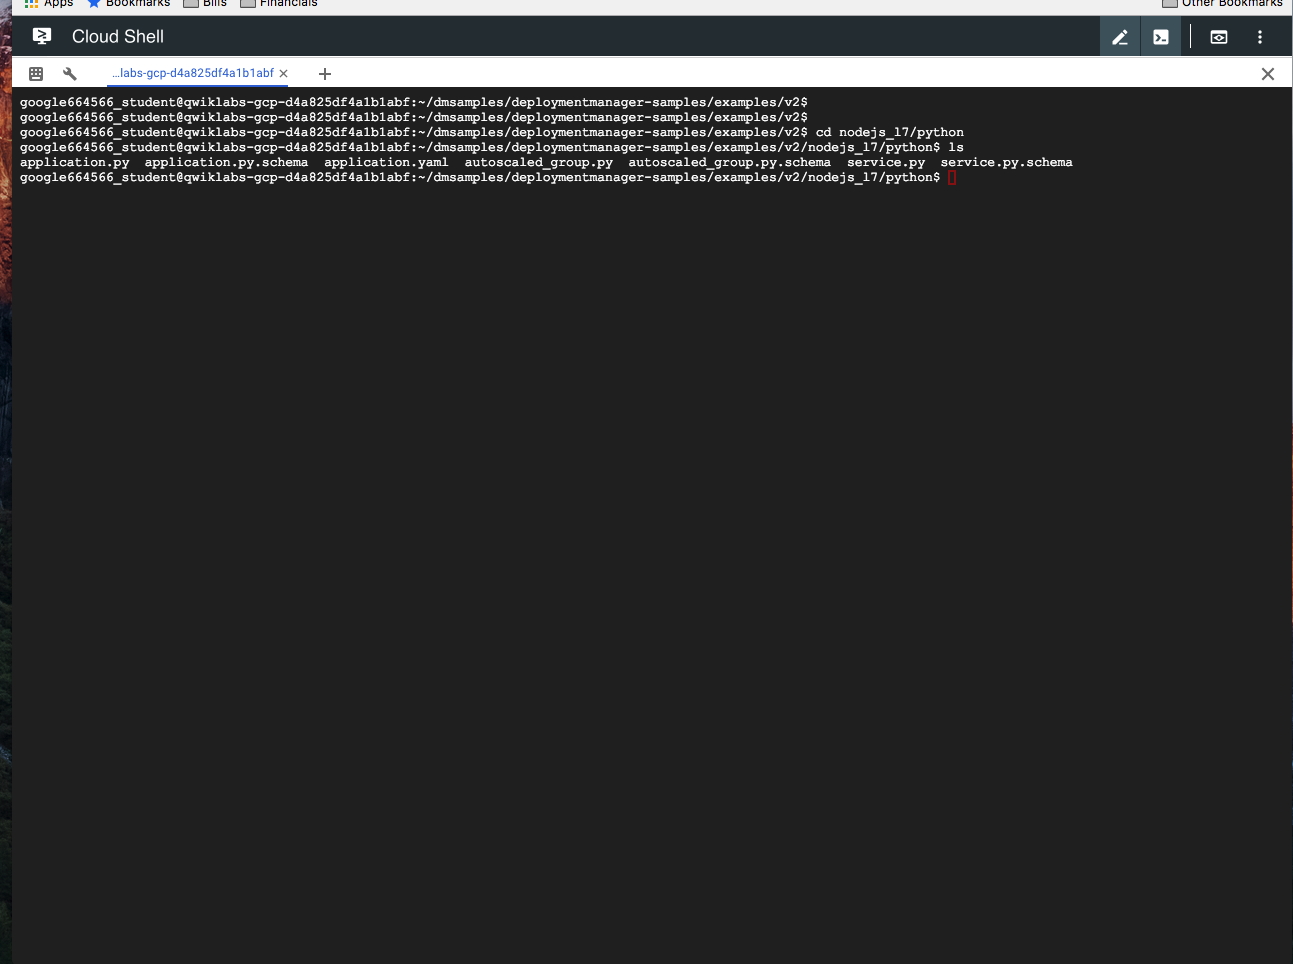 Apps Bookmarks Bills Financials Other Bookmarks
Cloud Shell
...labs-gcp-d4a825df4a1b1abf
google664566_student@qwiklabs-gcp-d4a825df4a1b1abf:~/dmsamples/deploymentmanager-samples/examples/v2$
google664566_student@qwiklabs-gcp-d4a825df4a1b1abf:~/dmsamples/deploymentmanager-samples/examples/v2$
google664566_student@qwiklabs-gcp-d4a825df4a1b1abf:~/dmsamples/deploymentmanager-samples/examples/v2$ cd nodejs_l7/python
google664566_student@qwiklabs-gcp-d4a825df4a1b1abf:~/dmsamples/deploymentmanager-samples/examples/v2/nodejs_l7/python$ ls
application.py application.py.schema application.yaml autoscaled_group.py autoscaled_group.py.schema service.py service.py.schema
google664566_student@qwiklabs-gcp-d4a825df4a1b1abf:~/dmsamples/deploymentmanager-samples/examples/v2/nodejs_l7/python$